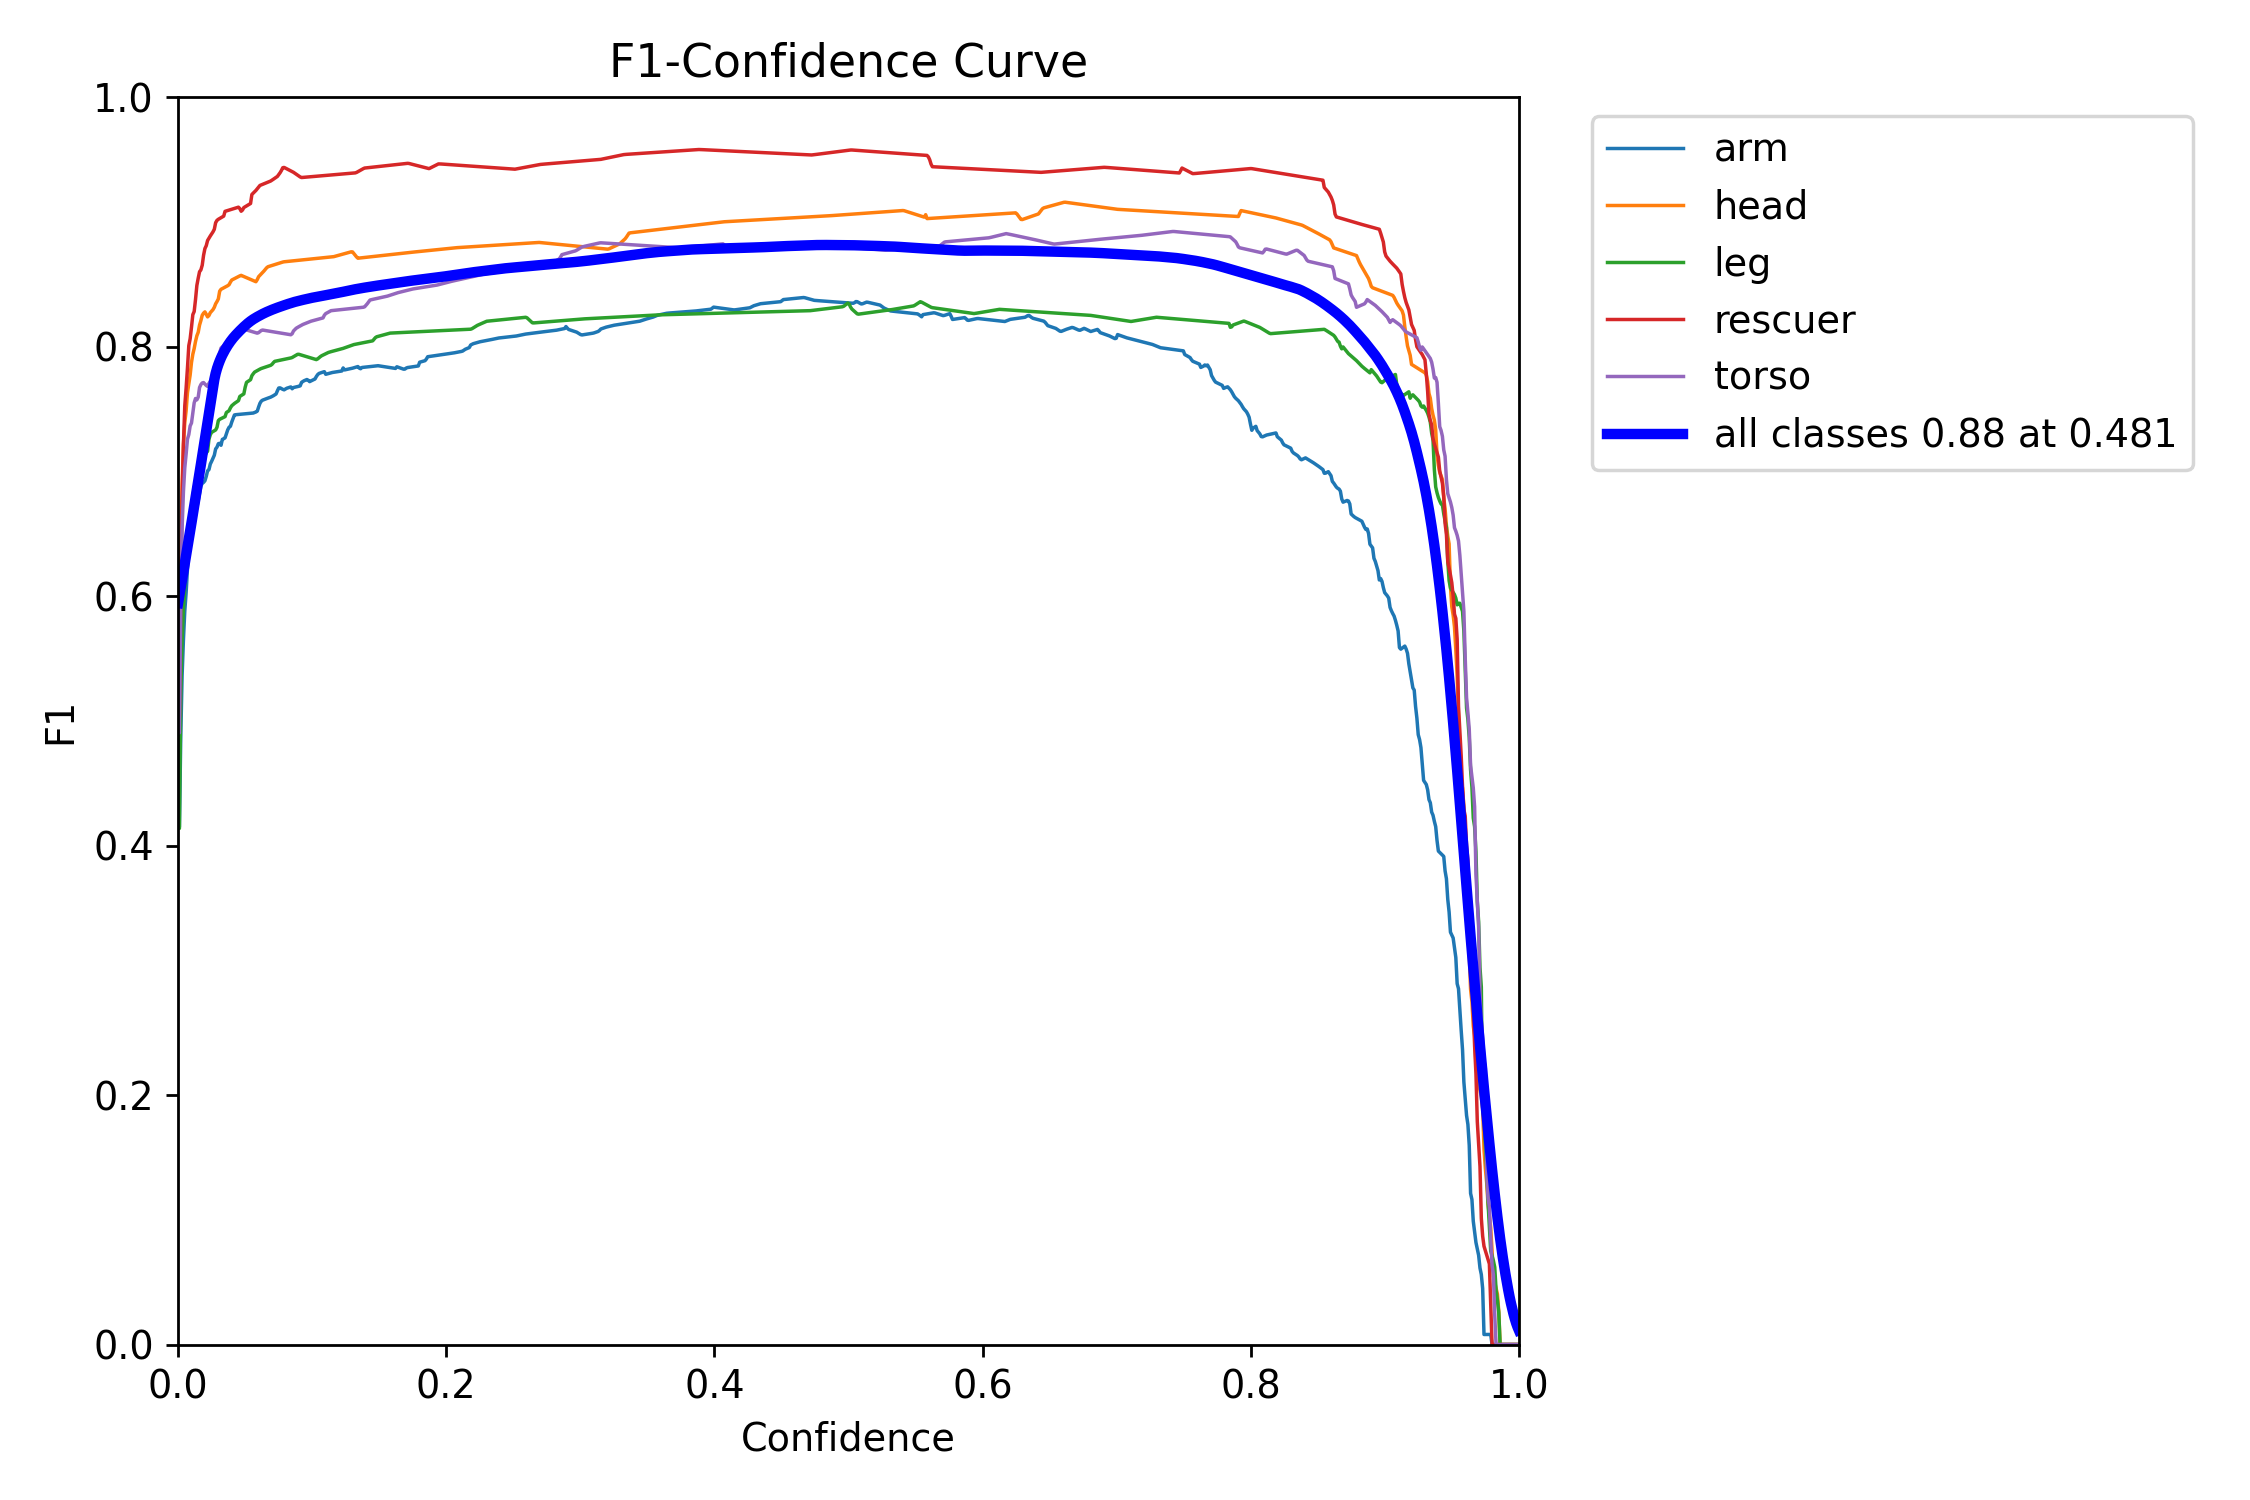 F1-Confidence Curve
1.0
0.8
0.6
0.4
0.2
0.0
F1
0.0 0.2 0.4 0.6 0.8 1.0
Confidence
arm
head
leg
rescuer
torso
all classes 0.88 at 0.481